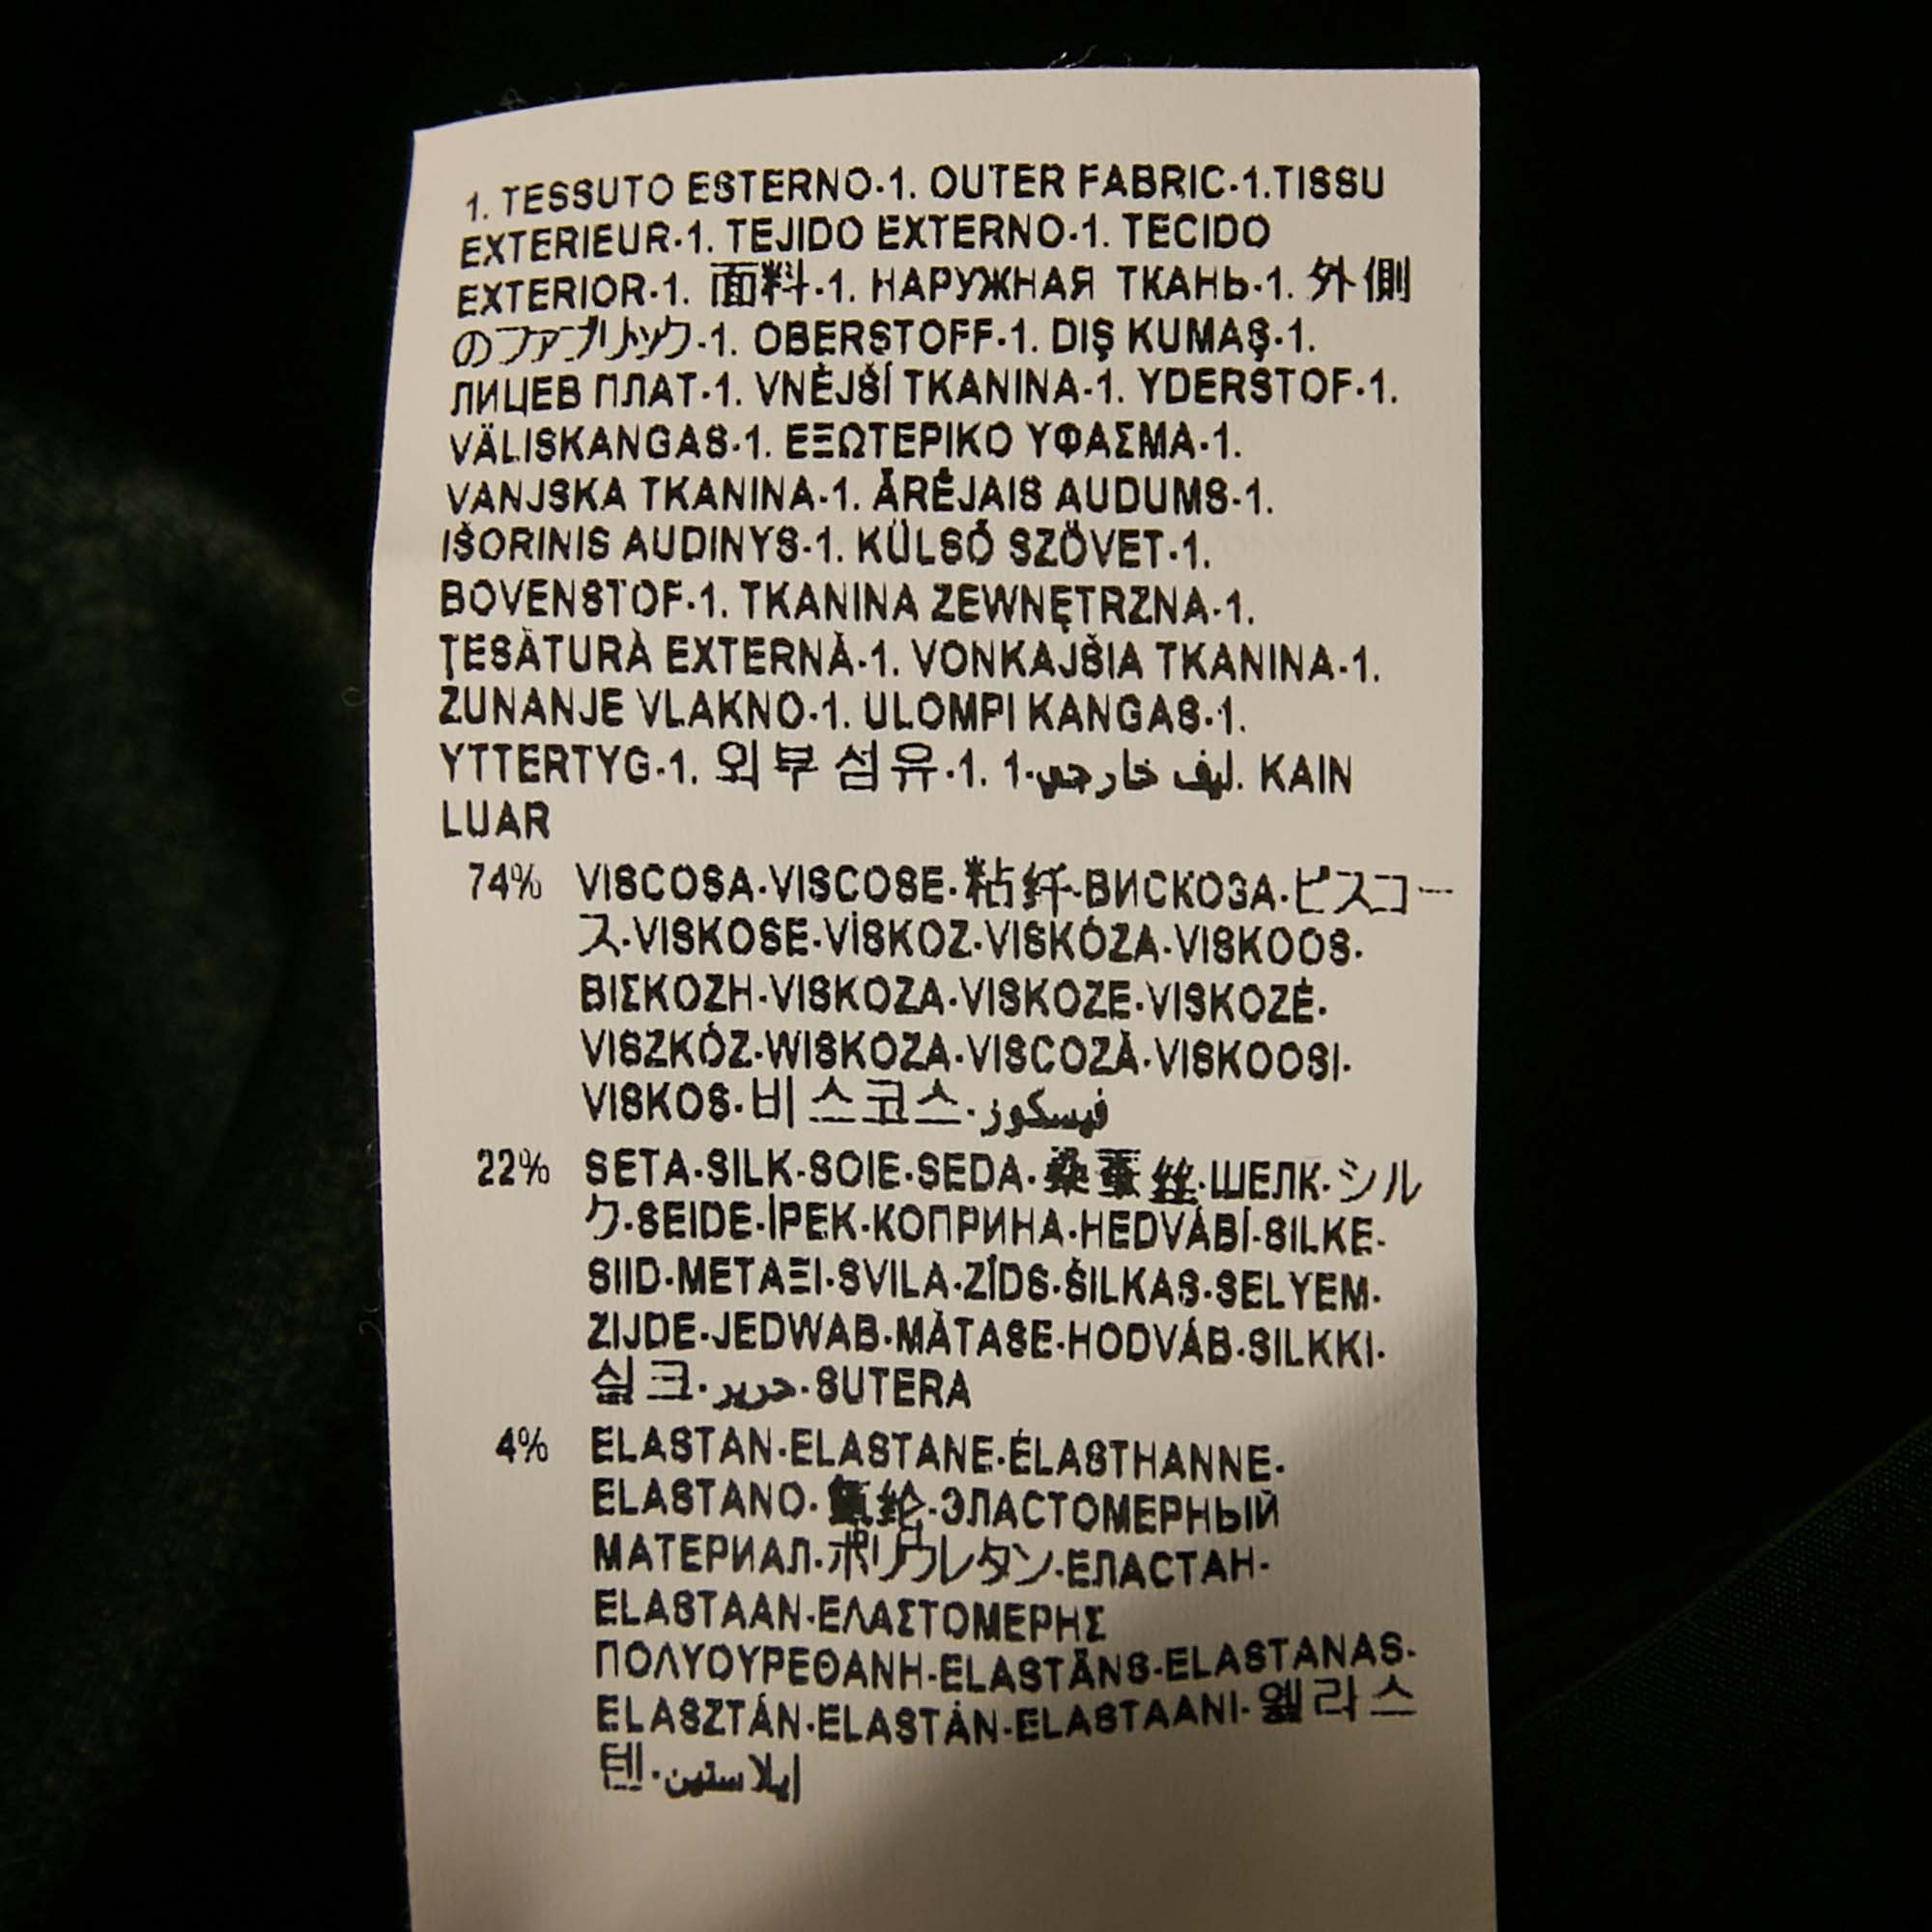 1. TESSUTO ESTERNO-1. OUTER FABRIC-1.TISSU
EXTERIEUR-1. TEJIDO EXTERNO-1. TECIDO
EXTERIOR-1. 面料-1. НАРУЖНАЯ ТКАНЬ-1. 外側
のファブリック-1. OBERSTOFF-1. DIŞ KUMAŞ-1.
ЛИЦЕВ ПЛАТ-1. VNĚJŠÍ TKANINA-1. YDERSTOF-1.
VÄLISKANGAS-1. ΕΞΩΤΕΡΙΚΟ ΥΦΑΣΜΑ-1.
VANJSKA TKANINA-1. ĀRĒJAIS AUDUMS-1.
IŠORINIS AUDINYS-1. KÜLSŐ SZÖVET-1.
BOVENSTOF-1. TKANINA ZEWNĘTRZNA-1.
ŢESĂTURĂ EXTERNĂ-1. VONKAJŠIA TKANINA-1.
ZUNANJE VLAKNO-1. ULOMPI KANGAS-1.
YTTERTYG-1. 외부섬유-1. 1-ليف خارجي. KAIN
LUAR
74% VISCOSA-VISCOSE-粘纤-ВИСКОЗА-ビスコー
ス-VISKOSE-VİSKOZ-VISKÓZA-VISKOOS-
ΒΙΣΚΟΖΗ-VISKOZA-VISKOZE-VISKOZĖ-
VISZKÓZ-WISKOZA-VISCOZĂ-VISKOOSI-
VISKOS-비스코스-فيسكوز
22% SETA-SILK-SOIE-SEDA-桑蚕丝-ШЕЛК-シル
ク-SEIDE-İPEK-КОПРИНА-HEDVÁBÍ-SILKE-
SIID-ΜΕΤΑΞΙ-SVILA-ZĪDS-ŠILKAS-SELYEM-
ZIJDE-JEDWAB-MĂTASE-HODVÁB-SILKKI-
실크-حرير-SUTERA
4% ELASTAN-ELASTANE-ÉLASTHANNE-
ELASTANO-氨纶-ЭЛАСТОМЕРНЫЙ
МАТЕРИАЛ-ポリウレタン-ЕЛАСТАН-
ELASTAAN-ΕΛΑΣΤΟΜΕΡΗΣ
ΠΟΛΥΟΥΡΕΘΑΝΗ-ELASTĀNS-ELASTANAS-
ELASZTÁN-ELASTÁN-ELASTAANI-엘라스
텐-إيلاستين